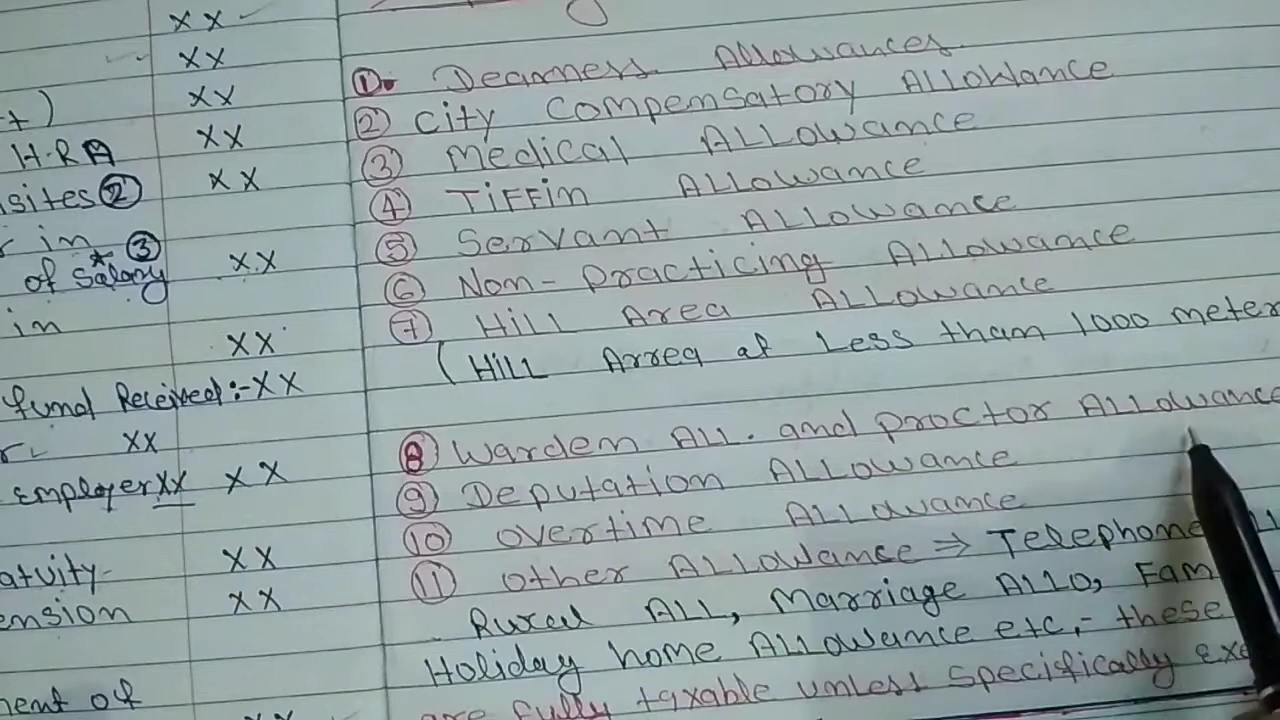 XX
XX
XX
H.R.A XX
sites ② XX
in ③
of Salary XX
in
XX
fund Received:- XX
XX
Employer XX XX
atuity XX
ension XX
ment of
XX
①. Dearness Allowances
② City Compensatory Allowance
③ Medical Allowance
④ Tiffin Allowance
⑤ Servant Allowance
⑥ Non-Practicing Allowance
⑦ Hill Area Allowance
(Hill Arreq at Less than 1000 meter
⑧ Warden All. and proctor Allowance
⑨ Deputation Allowance
⑩ overtime Allowance
⑪ other Allowance ⇒ Telephone
Rural All, Marriage Allo, Fam
Holiday home Allowance etc,- these
are fully taxable unless specifically exe